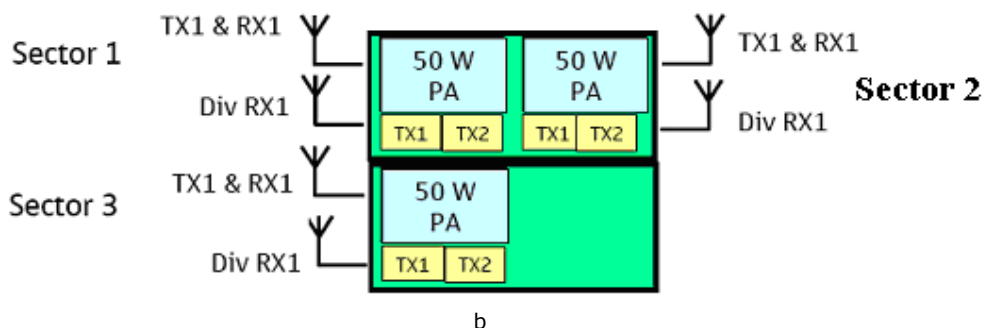 TX1 & RX1
Sector 1
Div RX1
50 W
PA
TX1 TX2
50 W
PA
TX1 TX2
TX1 & RX1
Sector 2
Div RX1
TX1 & RX1
Sector 3
Div RX1
50 W
PA
TX1 TX2
b